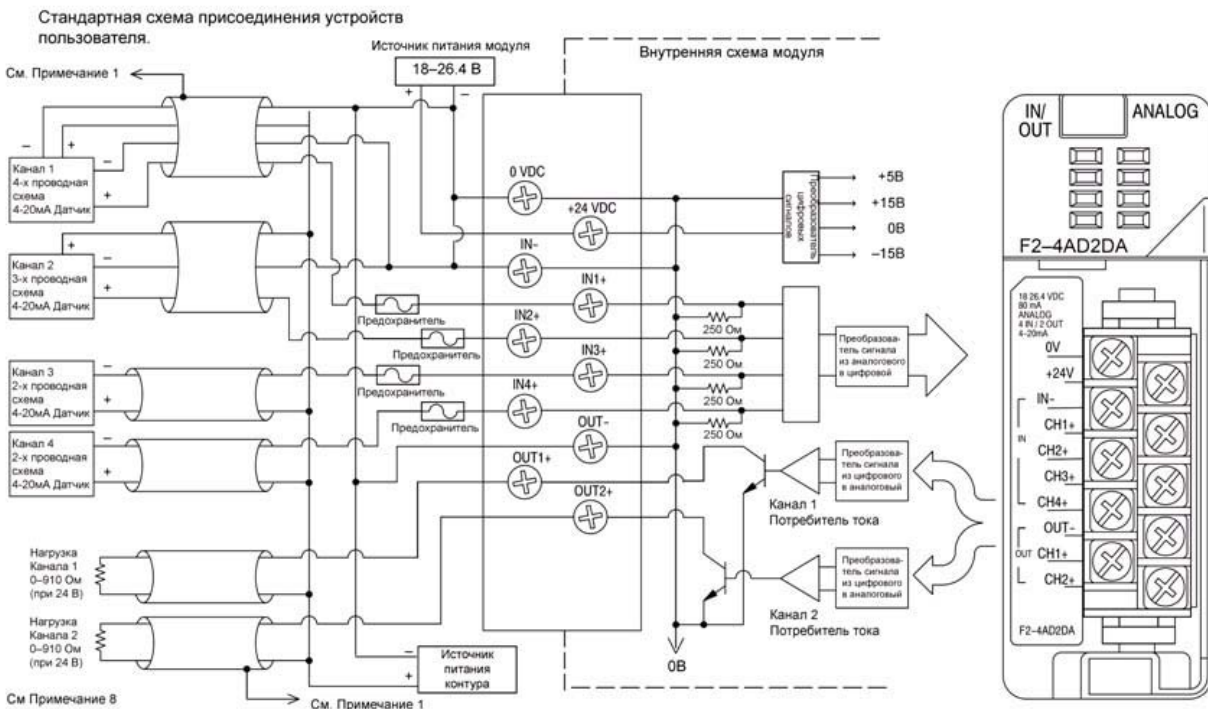 Стандартная схема присоединения устройств
пользователя.
См. Примечание 1
Источник питания модуля
18–26.4 В
+
–
Внутренняя схема модуля
–
+
–
+
Канал 1
4-х проводная
схема
4-20мА Датчик
+
–
+
Канал 2
3-х проводная
схема
4-20мА Датчик
–
+
Канал 3
2-х проводная
схема
4-20мА Датчик
–
+
Канал 4
2-х проводная
схема
4-20мА Датчик
Нагрузка
Канала 1
0–910 Ом
(при 24 В)
Нагрузка
Канала 2
0–910 Ом
(при 24 В)
См Примечание 8
См. Примечание 1
Предохранитель
Предохранитель
Предохранитель
Предохранитель
–
+
Источник
питания
контура
0 VDC
+24 VDC
IN-
IN1+
IN2+
IN3+
IN4+
OUT-
OUT1+
OUT2+
250 Ом
250 Ом
250 Ом
250 Ом
Преобразователь
цифровых
сигналов
+5В
+15В
0В
–15В
Преобразова-
тель сигнала
из аналогового
в цифровой
Преобразова-
тель сигнала
из цифрового
в аналоговый
Канал 1
Потребитель тока
Преобразова-
тель сигнала
из цифрового
в аналоговый
Канал 2
Потребитель тока
0В
IN/
OUT
ANALOG
F2–4AD2DA
18 26.4 VDC
80 mA
ANALOG
4 IN / 2 OUT
4–20mA
0V
+24V
IN-
CH1+
IN
CH2+
CH3+
CH4+
OUT-
OUT
CH1+
CH2+
F2–4AD2DA